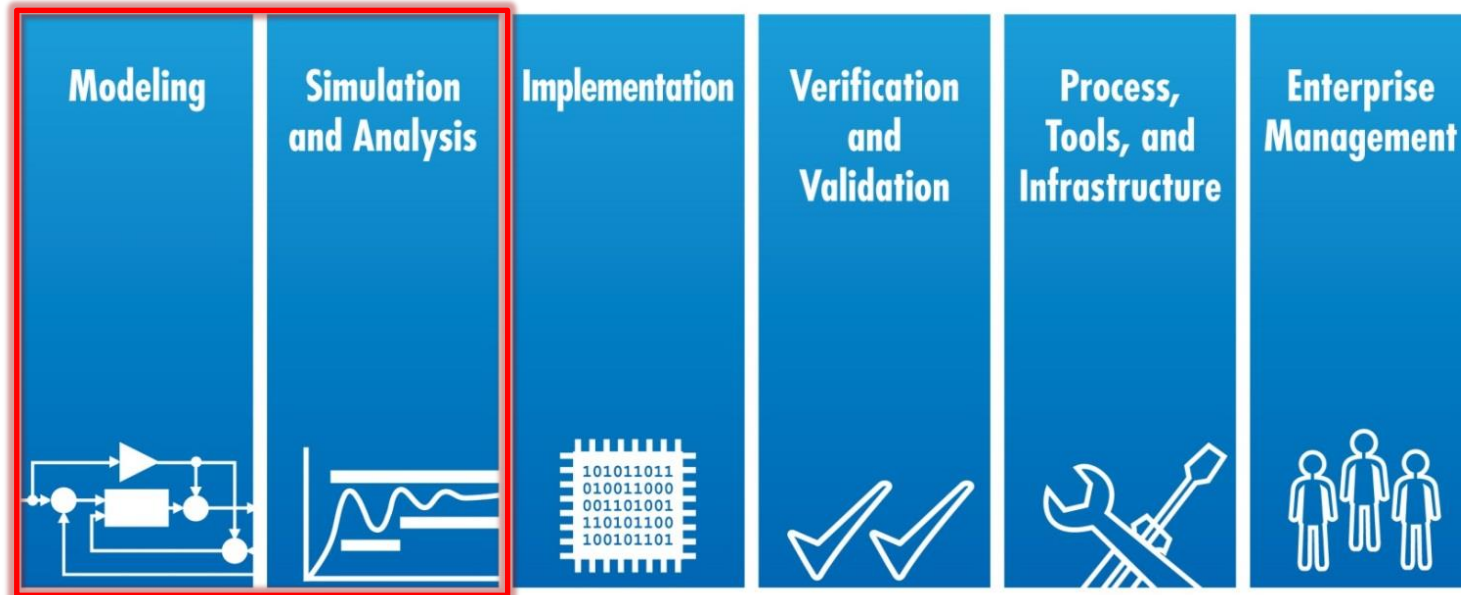 Modeling
Simulation
and Analysis
Implementation
Verification
and
Validation
Process,
Tools, and
Infrastructure
Enterprise
Management
101011011
010011000
001101001
110101100
100101101